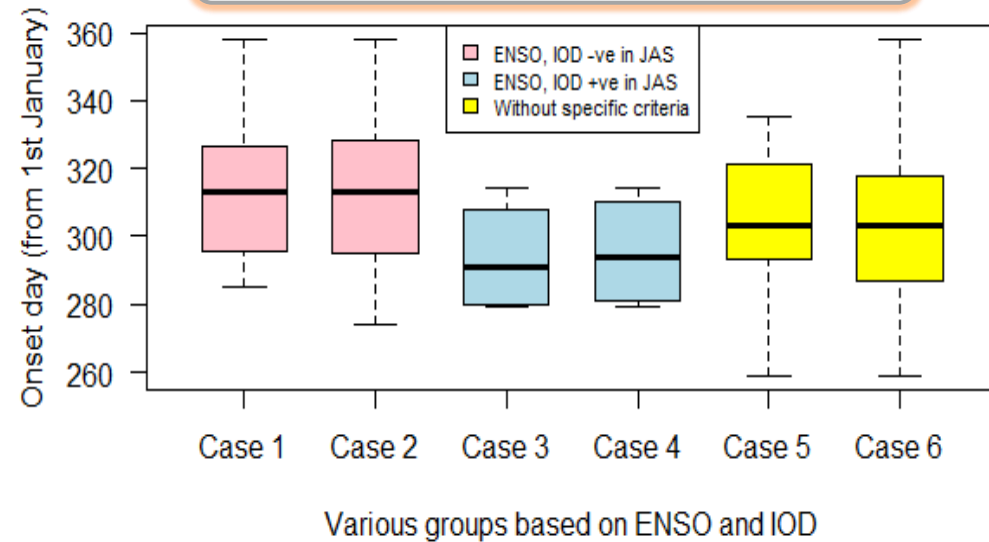 Onset day (from 1st January)
360
340
320
300
280
260
ENSO, IOD -ve in JAS
ENSO, IOD +ve in JAS
Without specific criteria
Case 1 Case 2 Case 3 Case 4 Case 5 Case 6
Various groups based on ENSO and IOD